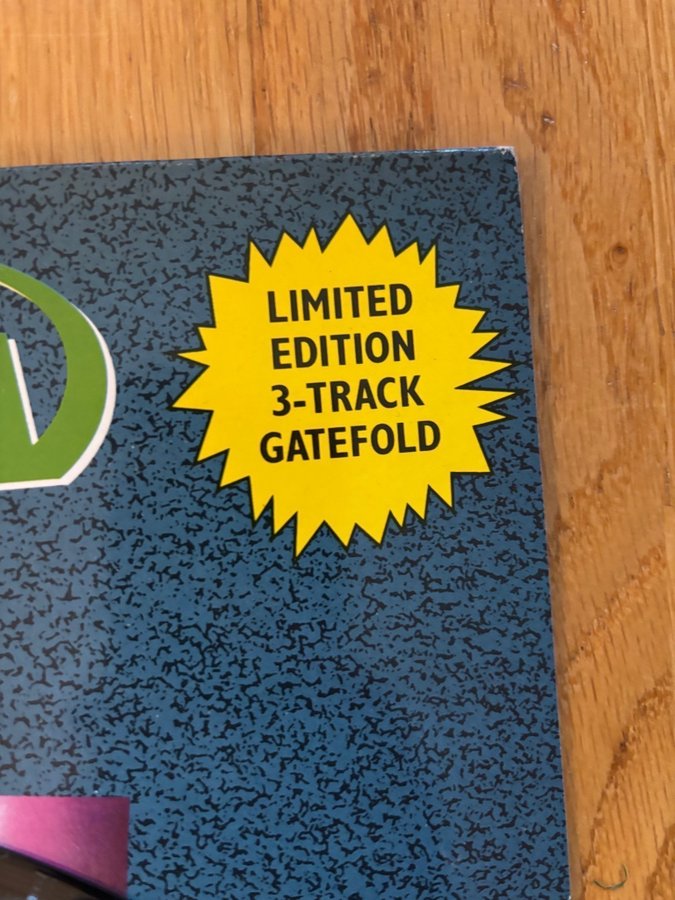 LIMITED
EDITION
3-TRACK
GATEFOLD